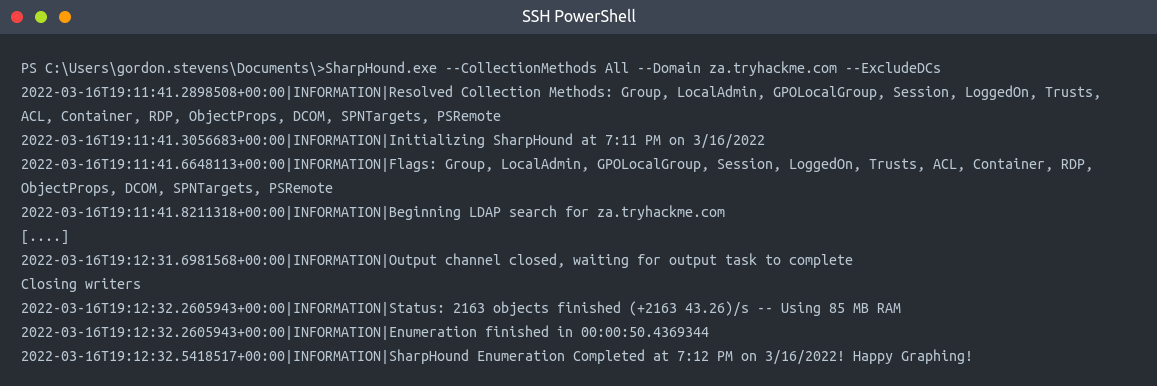 SSH PowerShell
PS C:\Users\gordon.stevens\Documents\>SharpHound.exe --CollectionMethods All --Domain za.tryhackme.com --ExcludeDCs
2022-03-16T19:11:41.2898508+00:00|INFORMATION|Resolved Collection Methods: Group, LocalAdmin, GPOLocalGroup, Session, LoggedOn, Trusts,
ACL, Container, RDP, ObjectProps, DCOM, SPNTargets, PSRemote
2022-03-16T19:11:41.3056683+00:00|INFORMATION|Initializing SharpHound at 7:11 PM on 3/16/2022
2022-03-16T19:11:41.6648113+00:00|INFORMATION|Flags: Group, LocalAdmin, GPOLocalGroup, Session, LoggedOn, Trusts, ACL, Container, RDP,
ObjectProps, DCOM, SPNTargets, PSRemote
2022-03-16T19:11:41.8211318+00:00|INFORMATION|Beginning LDAP search for za.tryhackme.com
[....]
2022-03-16T19:12:31.6981568+00:00|INFORMATION|Output channel closed, waiting for output task to complete
Closing writers
2022-03-16T19:12:32.2605943+00:00|INFORMATION|Status: 2163 objects finished (+2163 43.26)/s -- Using 85 MB RAM
2022-03-16T19:12:32.2605943+00:00|INFORMATION|Enumeration finished in 00:00:50.4369344
2022-03-16T19:12:32.5418517+00:00|INFORMATION|SharpHound Enumeration Completed at 7:12 PM on 3/16/2022! Happy Graphing!